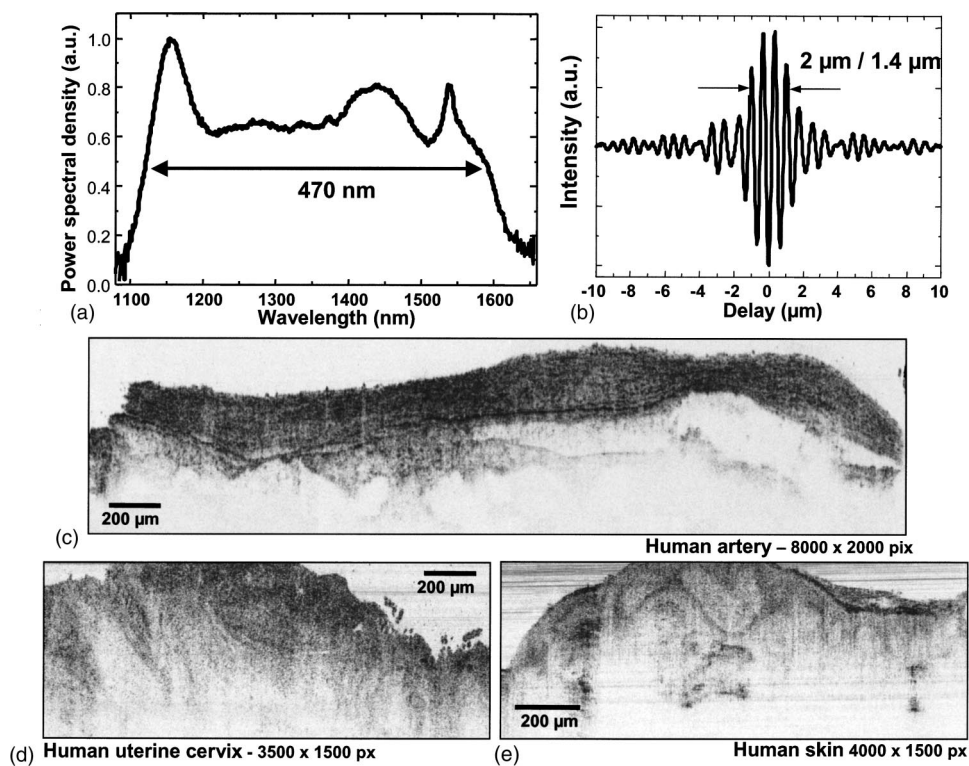 Power spectral density (a.u.)
1.0
0.8
0.6
0.4
0.2
0.0
470 nm
1100 1200 1300 1400 1500 1600
Wavelength (nm)
(a)
Intensity (a.u.)
2 µm / 1.4 µm
-10 -8 -6 -4 -2 0 2 4 6 8 10
Delay (µm)
(b)
200 µm
(c)
Human artery – 8000 x 2000 pix
200 µm
(d)
Human uterine cervix - 3500 x 1500 px
200 µm
(e)
Human skin 4000 x 1500 px